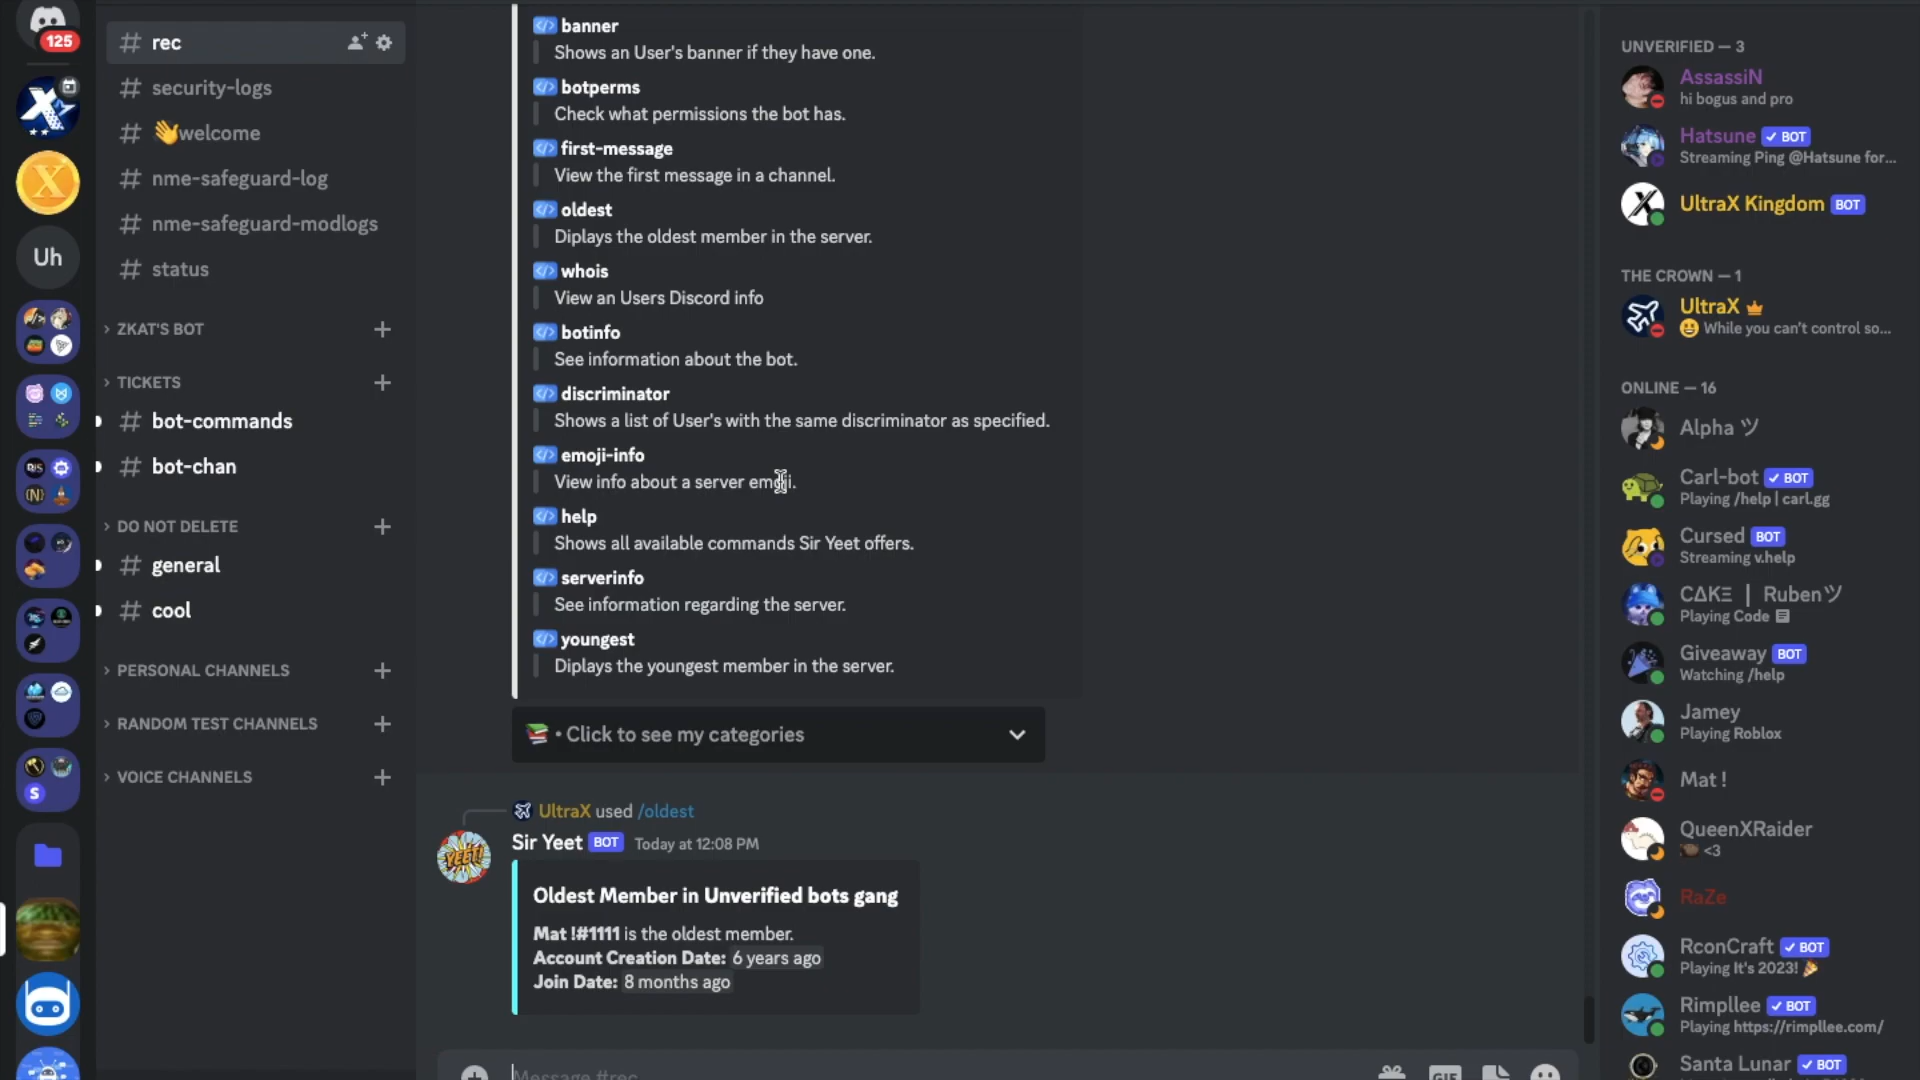 125
Uh
rec
security-logs
👋welcome
nme-safeguard-log
nme-safeguard-modlogs
status
ZKAT'S BOT
TICKETS
bot-commands
bot-chan
DO NOT DELETE
general
cool
PERSONAL CHANNELS
RANDOM TEST CHANNELS
VOICE CHANNELS
banner
Shows an User's banner if they have one.
botperms
Check what permissions the bot has.
first-message
View the first message in a channel.
oldest
Diplays the oldest member in the server.
whois
View an Users Discord info
botinfo
See information about the bot.
discriminator
Shows a list of User's with the same discriminator as specified.
emoji-info
View info about a server emoji.
help
Shows all available commands Sir Yeet offers.
serverinfo
See information regarding the server.
youngest
Displays the youngest member in the server.
• Click to see my categories
UltraX used /oldest
YEET!
Sir Yeet BOT Today at 12:08 PM
Oldest Member in Unverified bots gang
Mat !#1111 is the oldest member.
Account Creation Date: 6 years ago
Join Date: 8 months ago
Message #rec
GIF
UNVERIFIED — 3
AssassiN
hi bogus and pro
Hatsune ✓ BOT
Streaming Ping @Hatsune for...
UltraX Kingdom BOT
THE CROWN — 1
UltraX
😀 While you can't control so...
ONLINE — 16
Alpha ツ
Carl-bot ✓ BOT
Playing /help | carl.gg
Cursed BOT
Streaming v.help
CΔKΞ | Rubenツ
Playing Code
Giveaway BOT
Watching /help
Jamey
Playing Roblox
Mat !
QueenXRaider
<3
RaZe
RconCraft ✓ BOT
Playing It's 2023! 🎉
Rimpllee ✓ BOT
Playing https://rimpllee.com/
Santa Lunar ✓ BOT